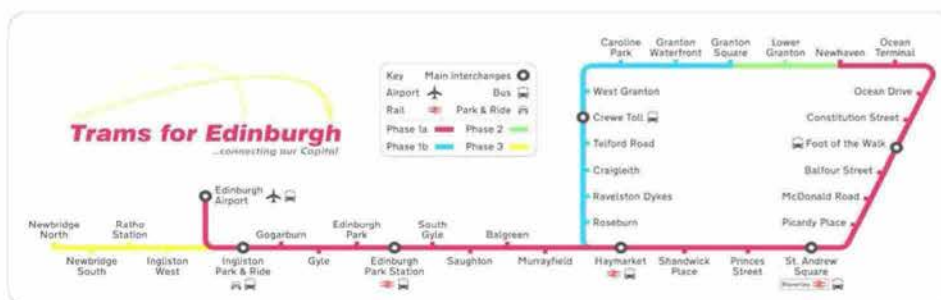 Trams for Edinburgh
...connecting our Capital
Key Main Interchanges
Airport Bus
Rail Park & Ride
Phase 1a Phase 2
Phase 1b Phase 3
Caroline
Park
Granton
Waterfront
Granton
Square
Lower
Granton
Newhaven
Ocean
Terminal
West Granton
Crewe Toll
Telford Road
Craigleith
Ravelston Dykes
Roseburn
Ocean Drive
Constitution Street
Foot of the Walk
Balfour Street
McDonald Road
Picardy Place
Edinburgh
Airport
Newbridge
North
Ratho
Station
Gogarburn
Edinburgh
Park
South
Gyle
Balgreen
Newbridge
South
Ingliston
West
Ingliston
Park & Ride
Gyle
Edinburgh
Park Station
Saughton
Murrayfield
Haymarket
Shandwick
Place
Princes
Street
St. Andrew
Square
Waverley